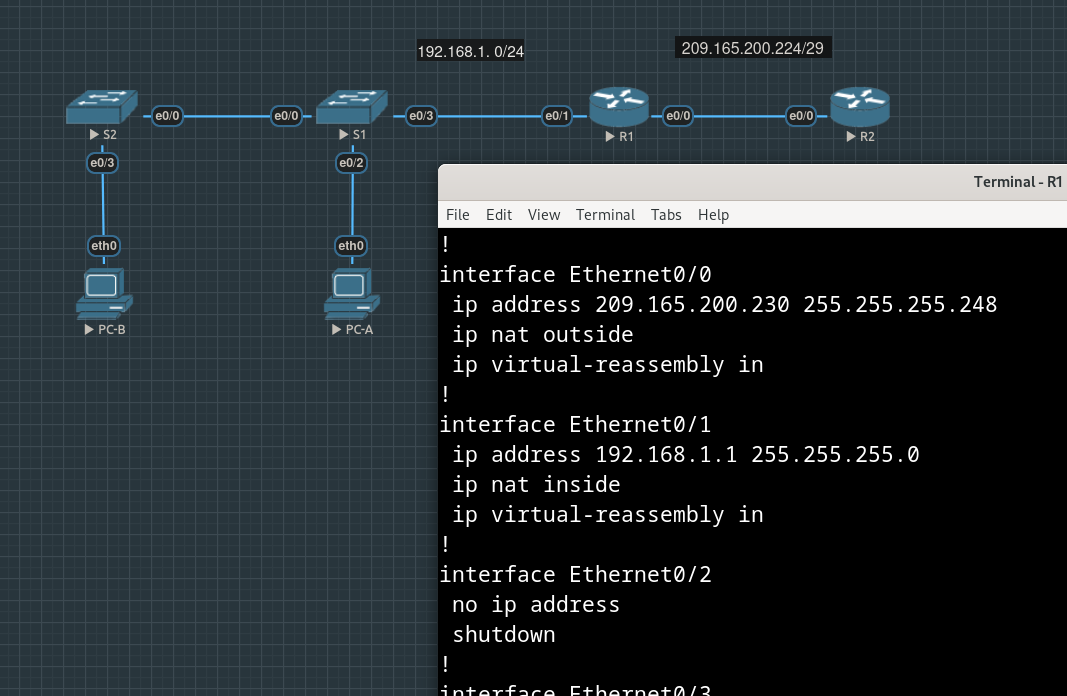 192.168.1. 0/24
209.165.200.224/29
e0/0
e0/0
e0/3
e0/1
e0/0
e0/0
S2
S1
R1
R2
e0/3
e0/2
eth0
eth0
PC-B
PC-A
Terminal - R1
File Edit View Terminal Tabs Help
!
interface Ethernet0/0
ip address 209.165.200.230 255.255.255.248
ip nat outside
ip virtual-reassembly in
!
interface Ethernet0/1
ip address 192.168.1.1 255.255.255.0
ip nat inside
ip virtual-reassembly in
!
interface Ethernet0/2
no ip address
shutdown
!
interface Ethernet0/3